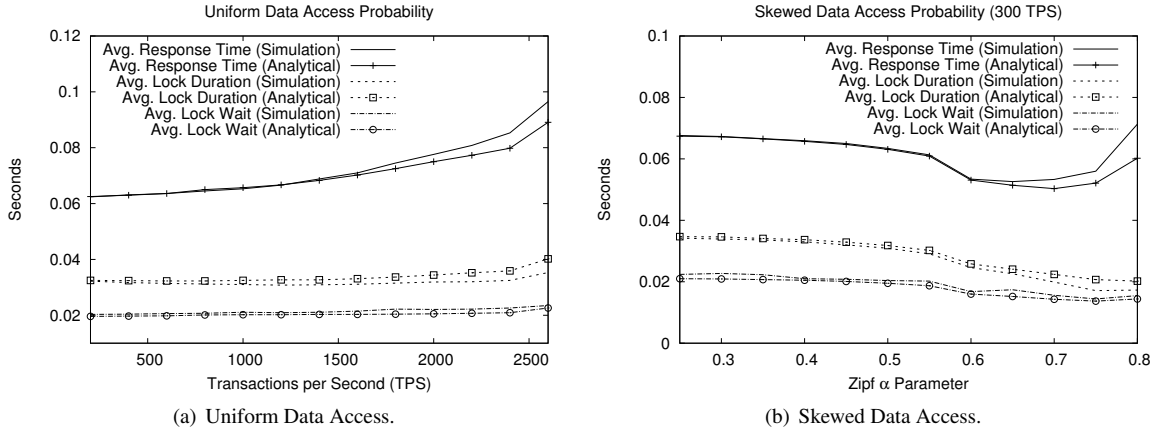 Uniform Data Access Probability
0.12
0.1
0.08
0.06
0.04
0.02
Seconds
Avg. Response Time (Simulation)
Avg. Response Time (Analytical)
Avg. Lock Duration (Simulation)
Avg. Lock Duration (Analytical)
Avg. Lock Wait (Simulation)
Avg. Lock Wait (Analytical)
500 1000 1500 2000 2500
Transactions per Second (TPS)
(a) Uniform Data Access.
Skewed Data Access Probability (300 TPS)
0.1
0.08
0.06
0.04
0.02
0
Seconds
Avg. Response Time (Simulation)
Avg. Response Time (Analytical)
Avg. Lock Duration (Simulation)
Avg. Lock Duration (Analytical)
Avg. Lock Wait (Simulation)
Avg. Lock Wait (Analytical)
0.3 0.4 0.5 0.6 0.7 0.8
Zipf α Parameter
(b) Skewed Data Access.